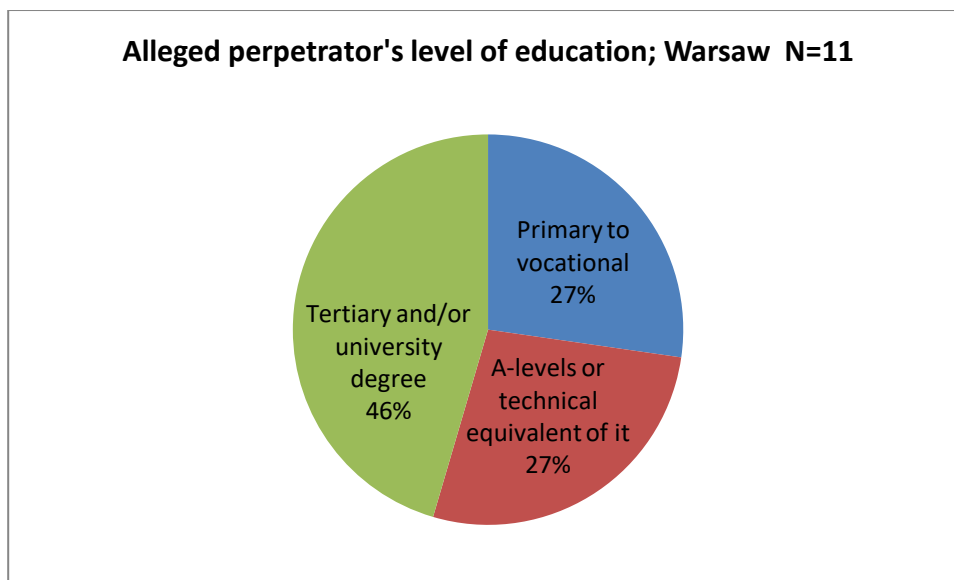 Alleged perpetrator's level of education; Warsaw N=11
Primary to
vocational
27%
Tertiary and/or
university
degree
46%
A-levels or
technical
equivalent of it
27%